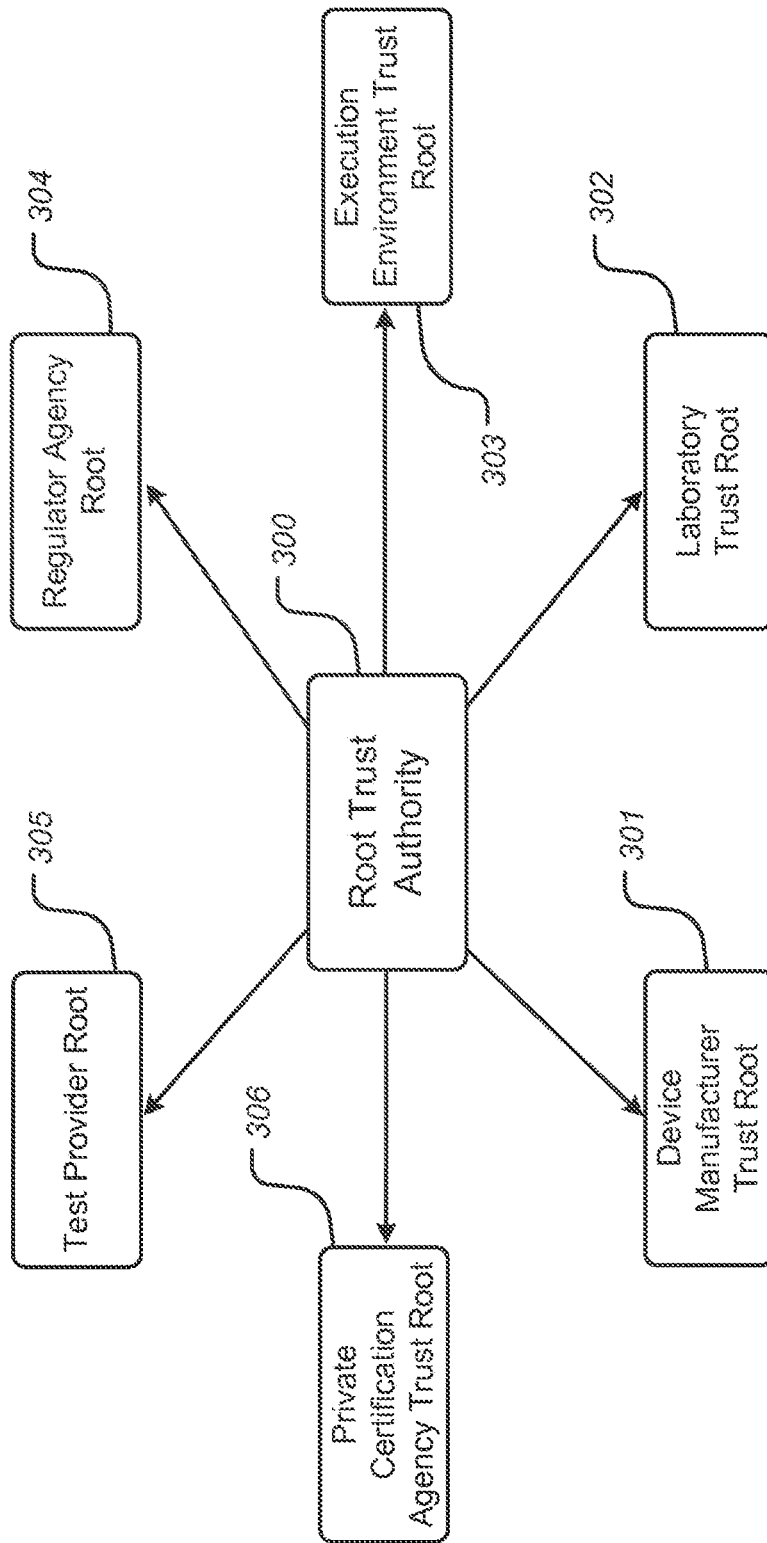 305
Test Provider Root
304
Regulator Agency
Root
306
Private
Certification
Agency Trust Root
300
Root Trust
Authority
Execution
Environment Trust
Root
303
301
Device
Manufacturer
Trust Root
302
Laboratory
Trust Root